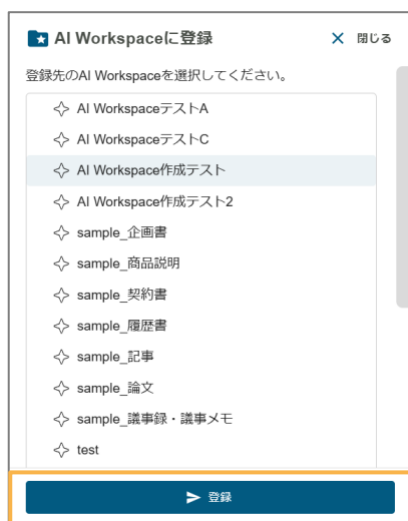 AI Workspaceに登録
閉じる
登録先のAI Workspaceを選択してください。
AI WorkspaceテストA
AI WorkspaceテストC
AI Workspace作成テスト
AI Workspace作成テスト2
sample_企画書
sample_商品説明
sample_契約書
sample_履歴書
sample_記事
sample_論文
sample_議事録・議事メモ
test
登録